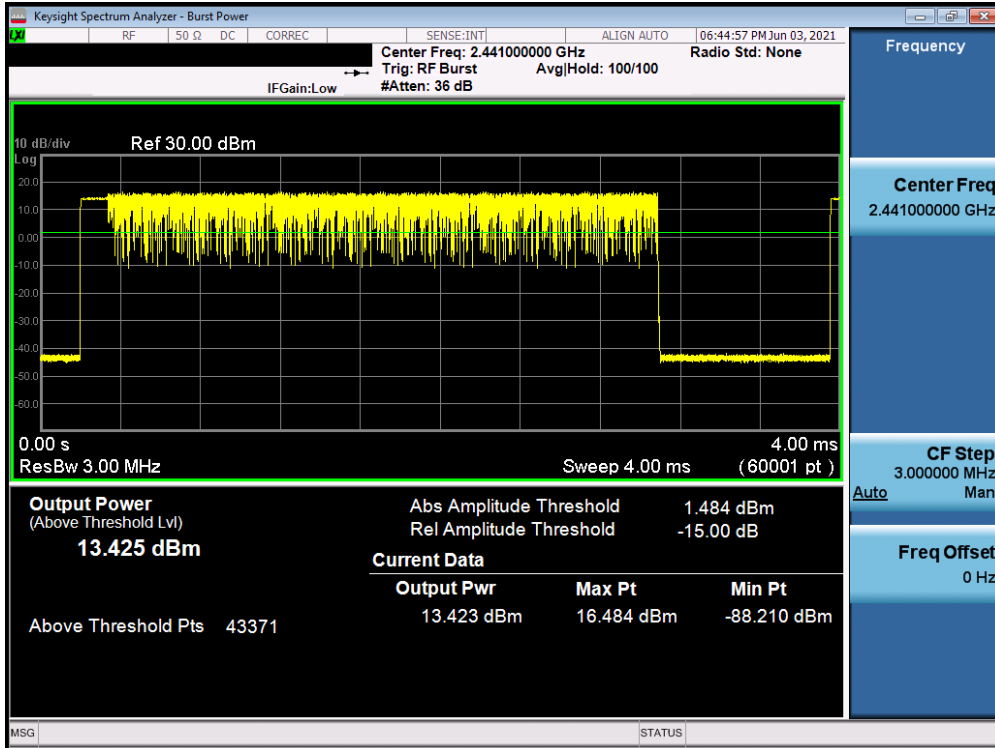 Keysight Spectrum Analyzer - Burst Power
LXI RF 50 Ω DC CORREC SENSE:INT ALIGN AUTO 06:44:57 PM Jun 03, 2021
Center Freq: 2.441000000 GHz Radio Std: None
Trig: RF Burst Avg|Hold: 100/100
IFGain:Low #Atten: 36 dB
Frequency
10 dB/div Ref 30.00 dBm
Log
20.0
10.0
0.00
-10.0
-20.0
-30.0
-40.0
-50.0
-60.0
0.00 s 4.00 ms
ResBw 3.00 MHz Sweep 4.00 ms (60001 pt)
Center Freq
2.441000000 GHz
CF Step
3.000000 MHz
Auto Man
Freq Offset
0 Hz
Output Power
(Above Threshold Lvl)
13.425 dBm
Above Threshold Pts 43371
Abs Amplitude Threshold 1.484 dBm
Rel Amplitude Threshold -15.00 dB
Current Data
Output Pwr Max Pt Min Pt
13.423 dBm 16.484 dBm -88.210 dBm
MSG STATUS